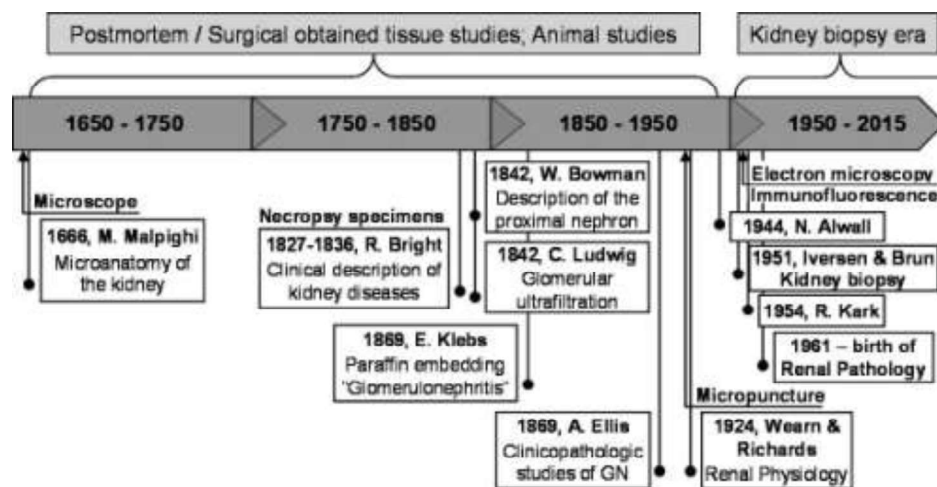 Postmortem / Surgical obtained tissue studies; Animal studies
Kidney biopsy era
1650 - 1750
1750 - 1850
1850 - 1950
1950 - 2015
Microscope
1666, M. Malpighi
Microanatomy of
the kidney
Necropsy specimens
1827-1836, R. Bright
Clinical description of
kidney diseases
1842, W. Bowman
Description of the
proximal nephron
1842, C. Ludwig
Glomerular
ultrafiltration
1869, E. Klebs
Paraffin embedding
"Glomerulonephritis"
1869, A. Ellis
Clinicopathologic
studies of GN
Electron microscopy
Immunofluorescence
1944, N. Alwall
1951, Iversen & Brun
Kidney biopsy
1954, R. Kark
1961 – birth of
Renal Pathology
Micropuncture
1924, Wearn &
Richards
Renal Physiology